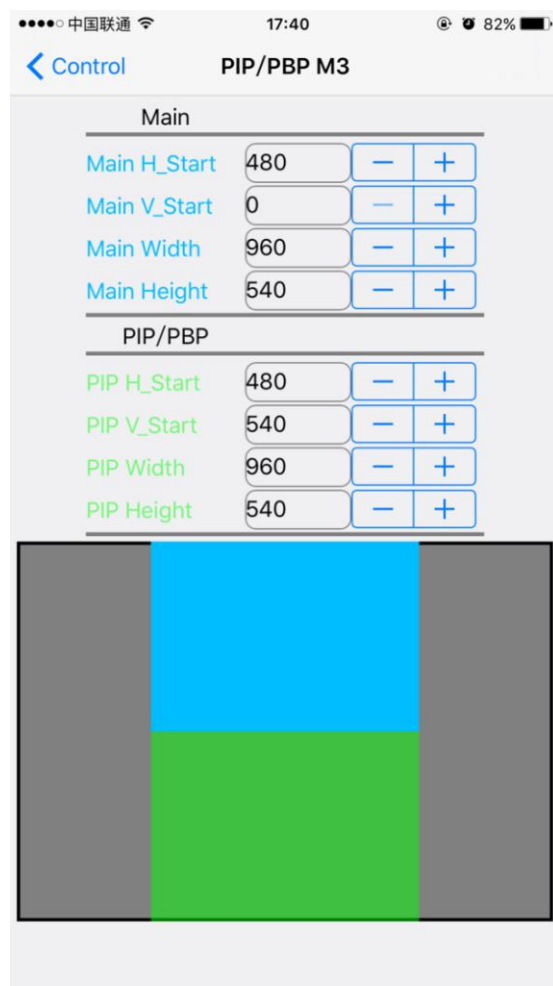 中国联通 17:40 82%
Control PIP/PBP M3
Main
Main H_Start 480 − +
Main V_Start 0 − +
Main Width 960 − +
Main Height 540 − +
PIP/PBP
PIP H_Start 480 − +
PIP V_Start 540 − +
PIP Width 960 − +
PIP Height 540 − +